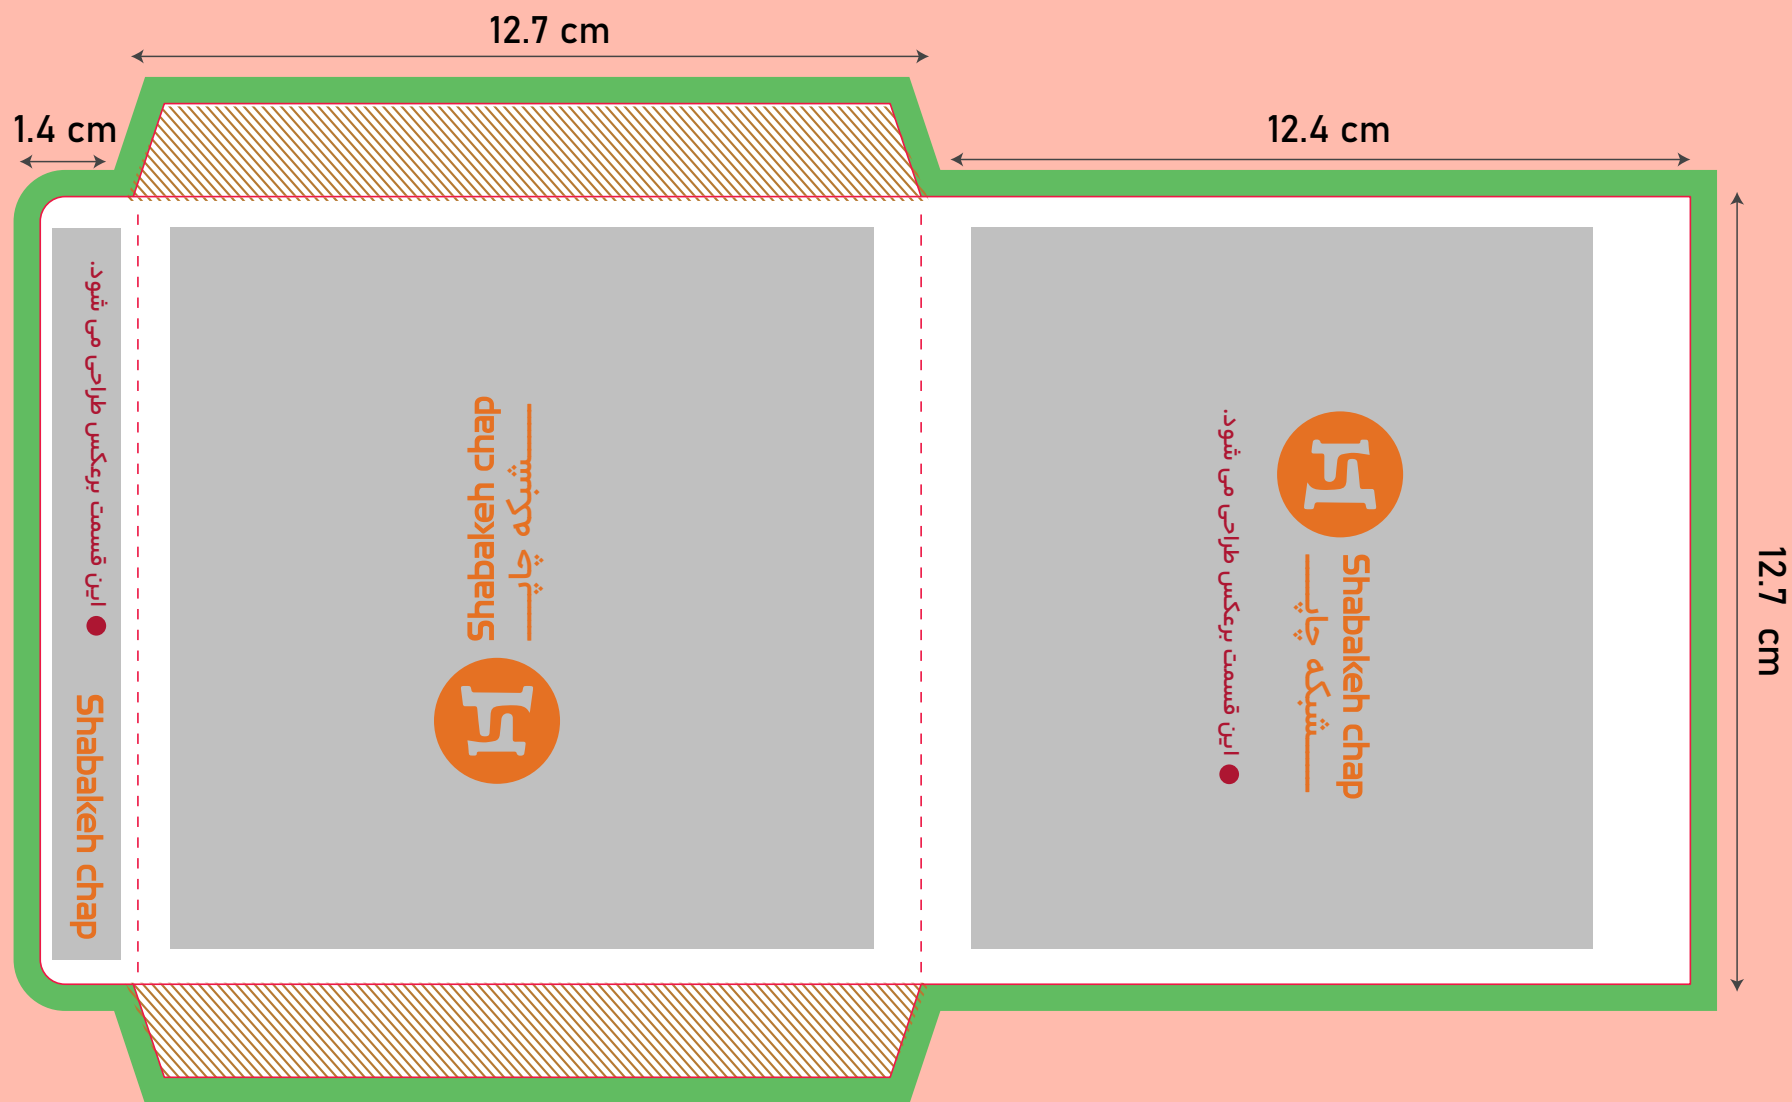 12.7 cm
1.4 cm
12.4 cm
12.7 cm
این قسمت برعکس طراحی می شود.
Shabakeh chap
Shabakeh chap
شبکه چاپ
این قسمت برعکس طراحی می شود.
Shabakeh chap
شبکه چاپ